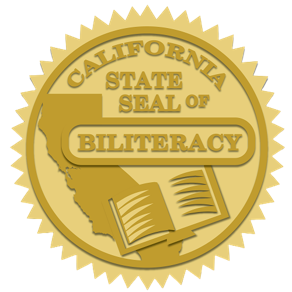 CALIFORNIA
STATE
SEAL OF
BILITERACY